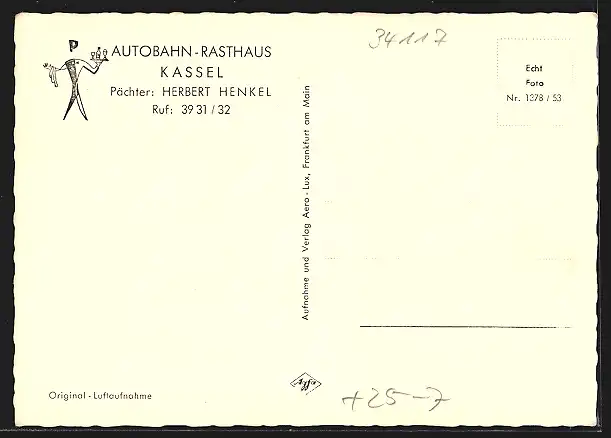 P
AUTOBAHN-RASTHAUS
KASSEL
Pächter: HERBERT HENKEL
Ruf: 39 31 / 32
34117
Echt
Foto
Nr. 1378 / 53
Aufnahme und Verlag Aero-Lux, Frankfurt am Main
Original-Luftaufnahme
Agfa
+25-7